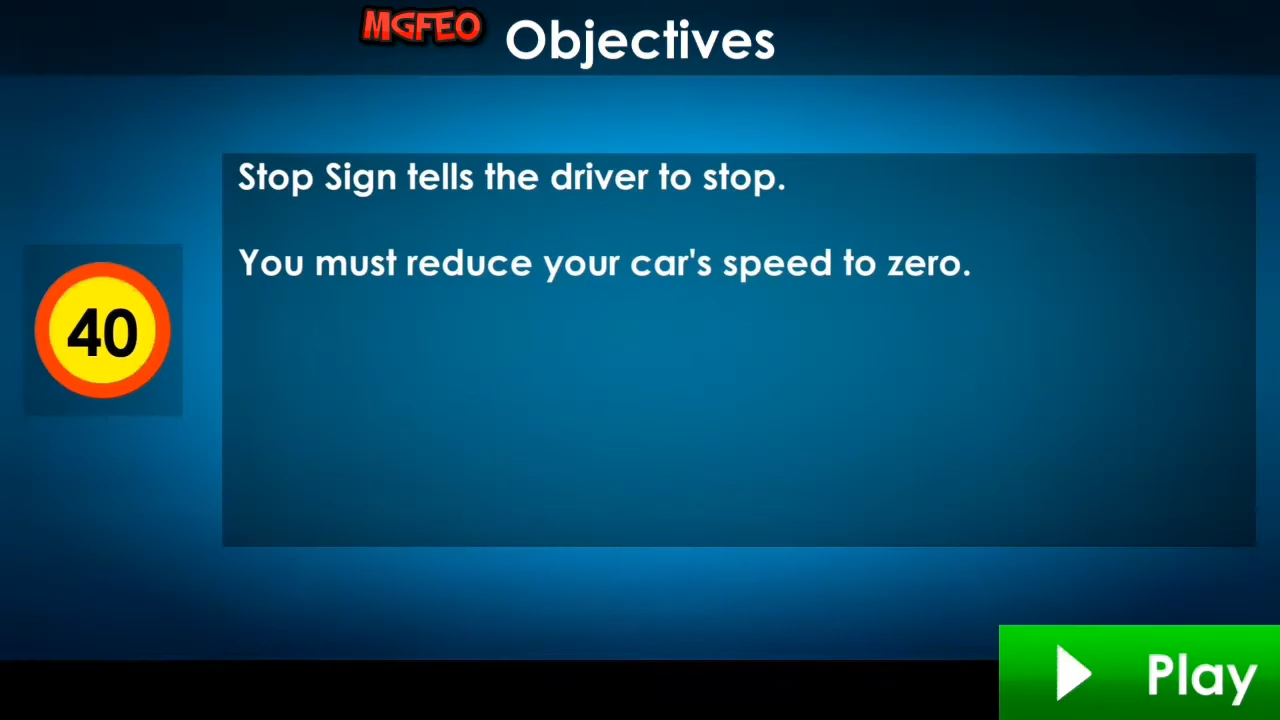 MGFEO
Objectives
Stop Sign tells the driver to stop.
You must reduce your car's speed to zero.
40
Play